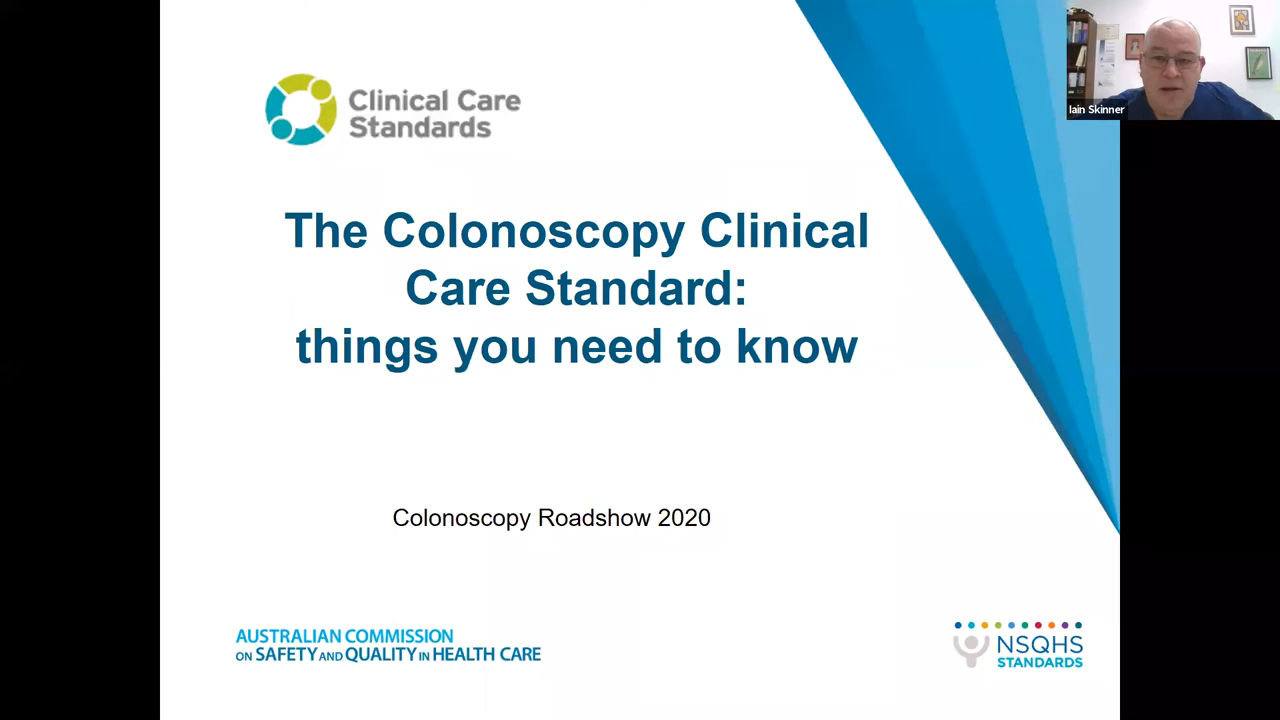 Clinical Care
Standards
Iain Skinner
The Colonoscopy Clinical
Care Standard:
things you need to know
Colonoscopy Roadshow 2020
AUSTRALIAN COMMISSION
ON SAFETY AND QUALITY IN HEALTH CARE
NSQHS
STANDARDS